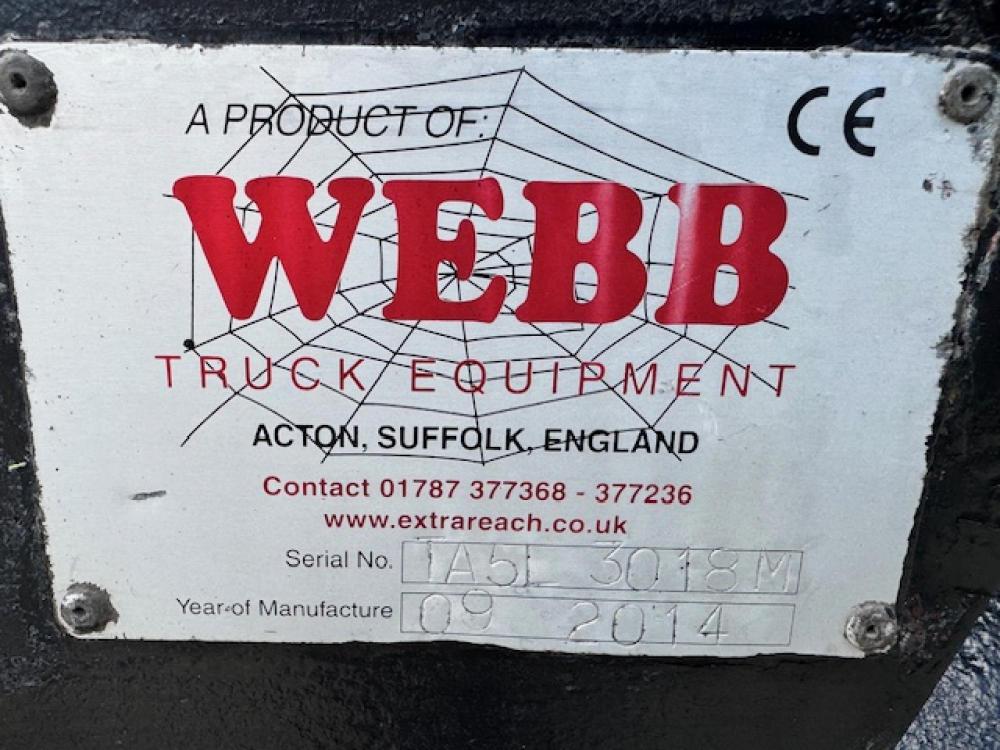 A PRODUCT OF:
CE
WEBB
TRUCK EQUIPMENT
ACTON, SUFFOLK, ENGLAND
Contact 01787 377368 - 377236
www.extrareach.co.uk
Serial No. TA5L 3018M
Year of Manufacture 09 2014